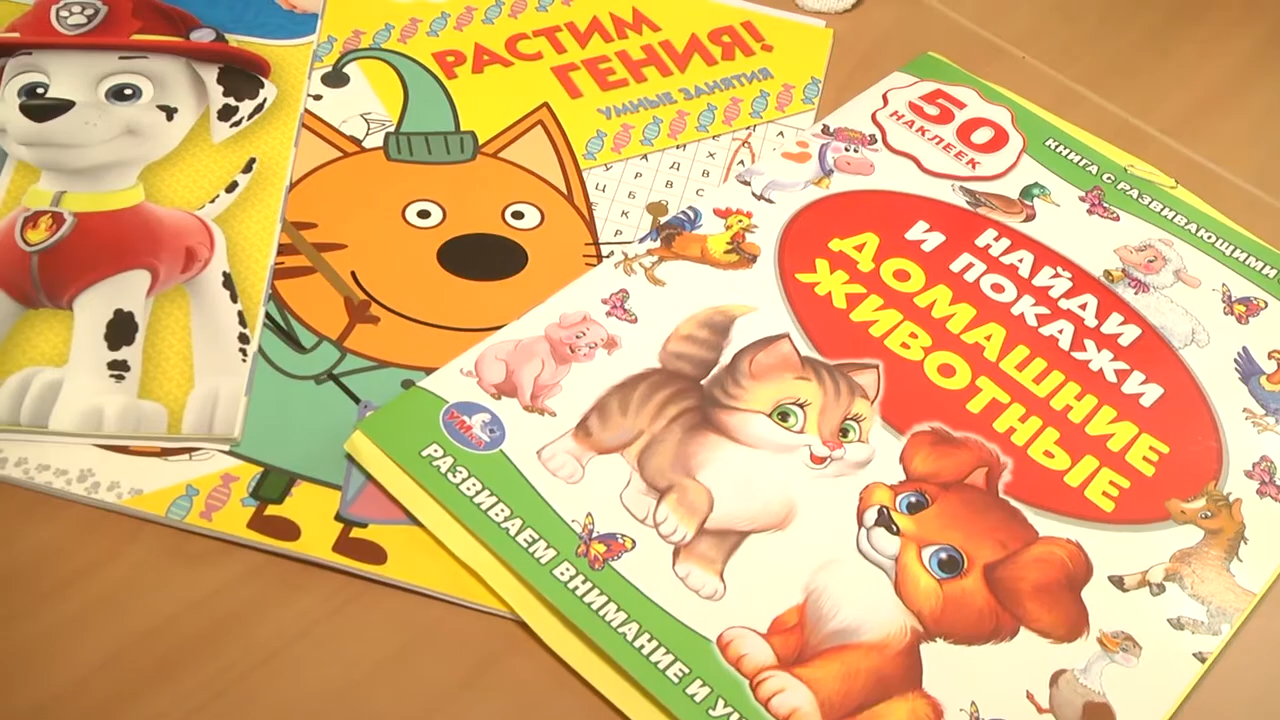 РАСТИМ
ГЕНИЯ!
УМНЫЕ ЗАНЯТИЯ
50
НАКЛЕЕК
КНИГА С РАЗВИВАЮЩИМИ
НАЙДИ
И ПОКАЖИ
ДОМАШНИЕ
ЖИВОТНЫЕ
УМКА
РАЗВИВАЕМ ВНИМАНИЕ И